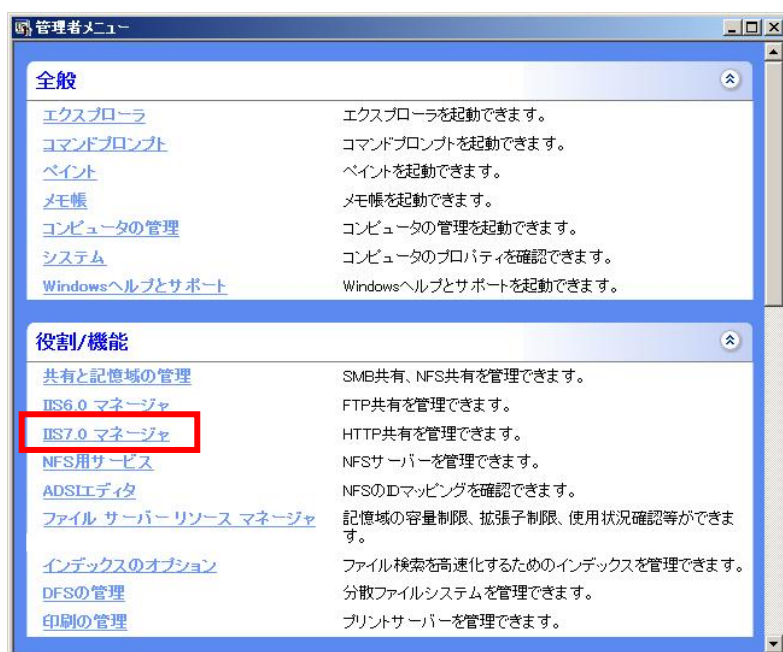 管理者メニュー
全般
エクスプローラ エクスプローラを起動できます。
コマンドプロンプト コマンドプロンプトを起動できます。
ペイント ペイントを起動できます。
メモ帳 メモ帳を起動できます。
コンピュータの管理 コンピュータの管理を起動できます。
システム コンピュータのプロパティを確認できます。
Windowsヘルプとサポート Windowsヘルプとサポートを起動できます。
役割/機能
共有と記憶域の管理 SMB共有、NFS共有を管理できます。
IIS6.0 マネージャ FTP共有を管理できます。
IIS7.0 マネージャ HTTP共有を管理できます。
NFS用サービス NFSサーバーを管理できます。
ADSIエディタ NFSのIDマッピングを確認できます。
ファイル サーバー リソース マネージャ 記憶域の容量制限、拡張子制限、使用状況確認等ができま
す。
インデックスのオプション ファイル検索を高速化するためのインデックスを管理できます。
DFSの管理 分散ファイルシステムを管理できます。
印刷の管理 プリントサーバーを管理できます。